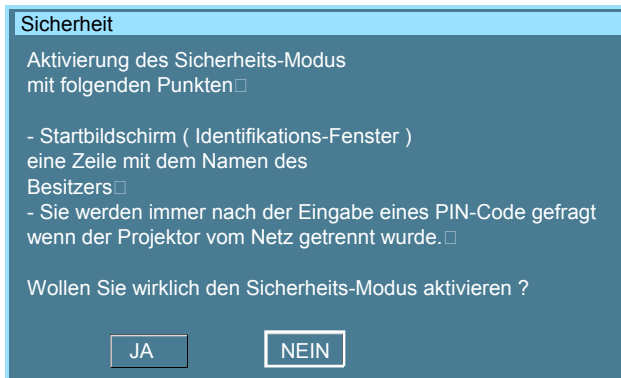 Sicherheit
Aktivierung des Sicherheits-Modus
mit folgenden Punkten□
- Startbildschirm ( Identifikations-Fenster )
eine Zeile mit dem Namen des
Besitzers□
- Sie werden immer nach der Eingabe eines PIN-Code gefragt
wenn der Projektor vom Netz getrennt wurde.□
Wollen Sie wirklich den Sicherheits-Modus aktivieren ?
JA NEIN